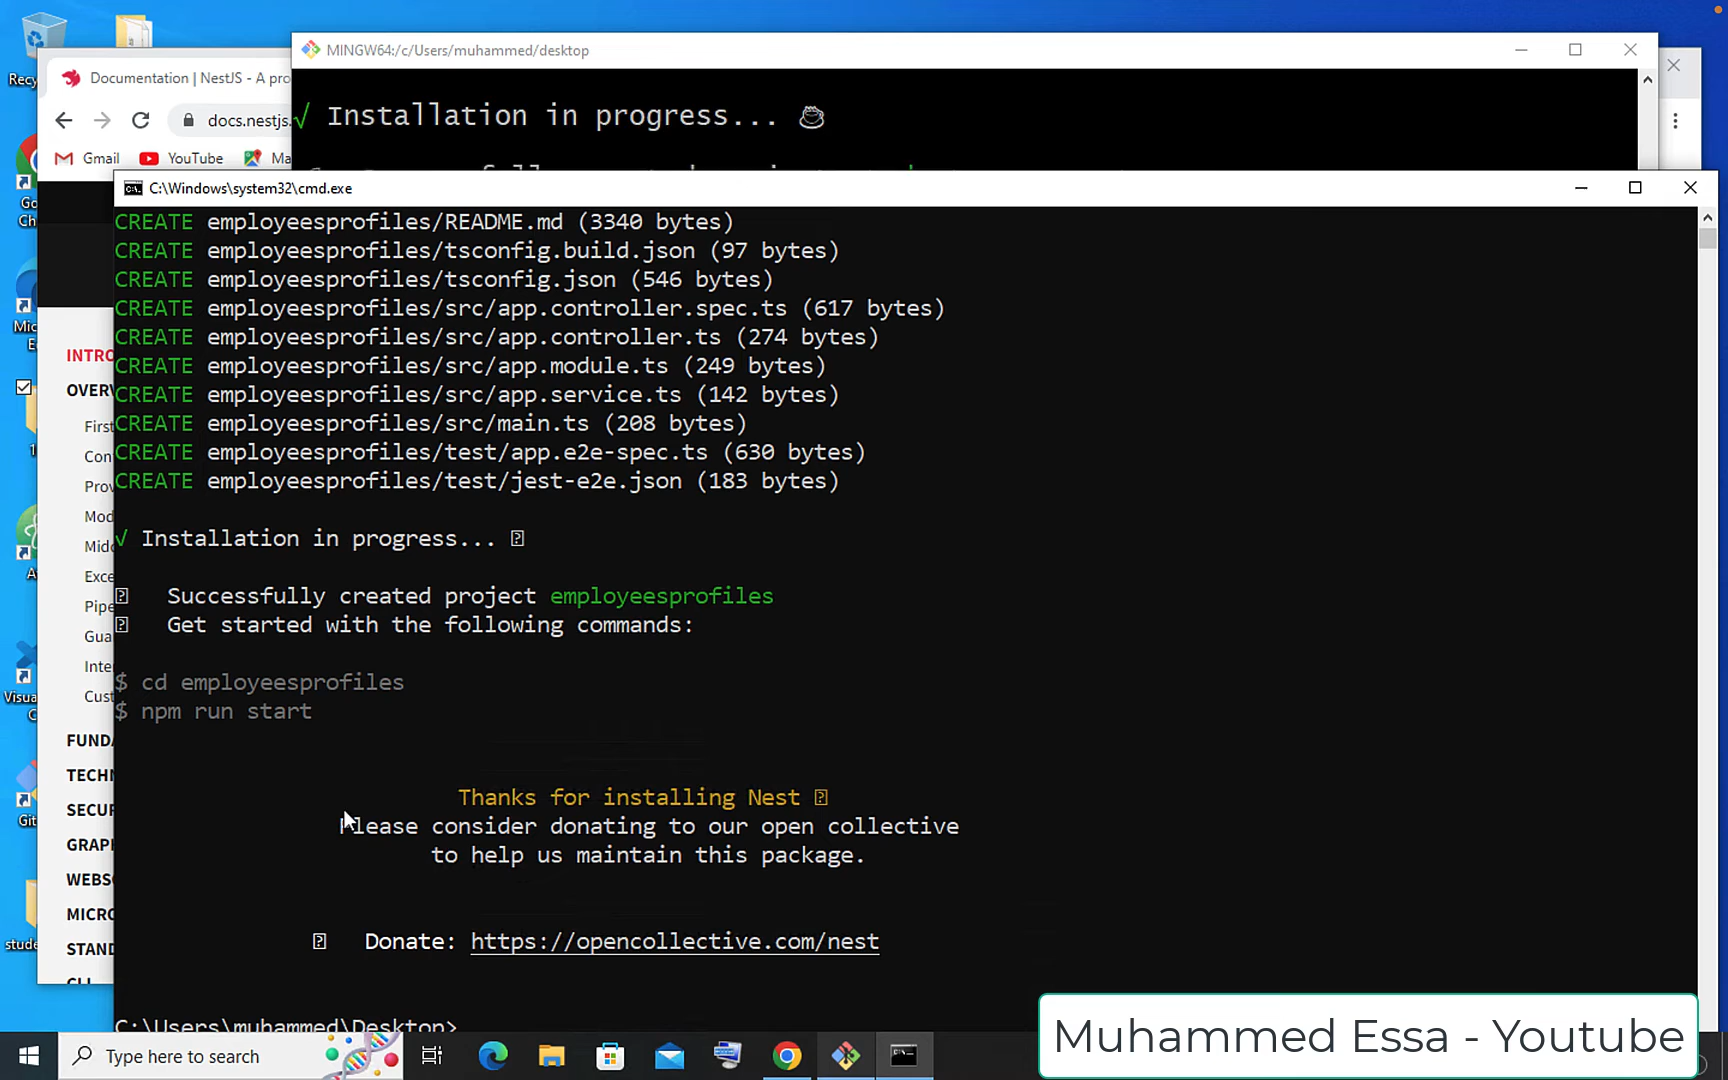 MINGW64:/c/Users/muhammed/desktop
Documentation | NestJS - A pro
√ Installation in progress...
docs.nestjs.
Gmail
YouTube
C:\Windows\system32\cmd.exe
CREATE employeesprofiles/README.md (3340 bytes)
CREATE employeesprofiles/tsconfig.build.json (97 bytes)
CREATE employeesprofiles/tsconfig.json (546 bytes)
CREATE employeesprofiles/src/app.controller.spec.ts (617 bytes)
CREATE employeesprofiles/src/app.controller.ts (274 bytes)
CREATE employeesprofiles/src/app.module.ts (249 bytes)
CREATE employeesprofiles/src/app.service.ts (142 bytes)
CREATE employeesprofiles/src/main.ts (208 bytes)
CREATE employeesprofiles/test/app.e2e-spec.ts (630 bytes)
CREATE employeesprofiles/test/jest-e2e.json (183 bytes)
√ Installation in progress...
Successfully created project employeesprofiles
Get started with the following commands:
$ cd employeesprofiles
$ npm run start
Thanks for installing Nest
Please consider donating to our open collective
to help us maintain this package.
Donate: https://opencollective.com/nest
C:\Users\muhammed\Desktop>
INTRO
OVERV
First
Con
Prov
Mod
Midd
Exce
Pipe
Gua
Inte
Cust
FUNDA
TECHN
SECUR
GRAPH
WEBSO
MICRO
STAND
CLI
Type here to search
Muhammed Essa - Youtube